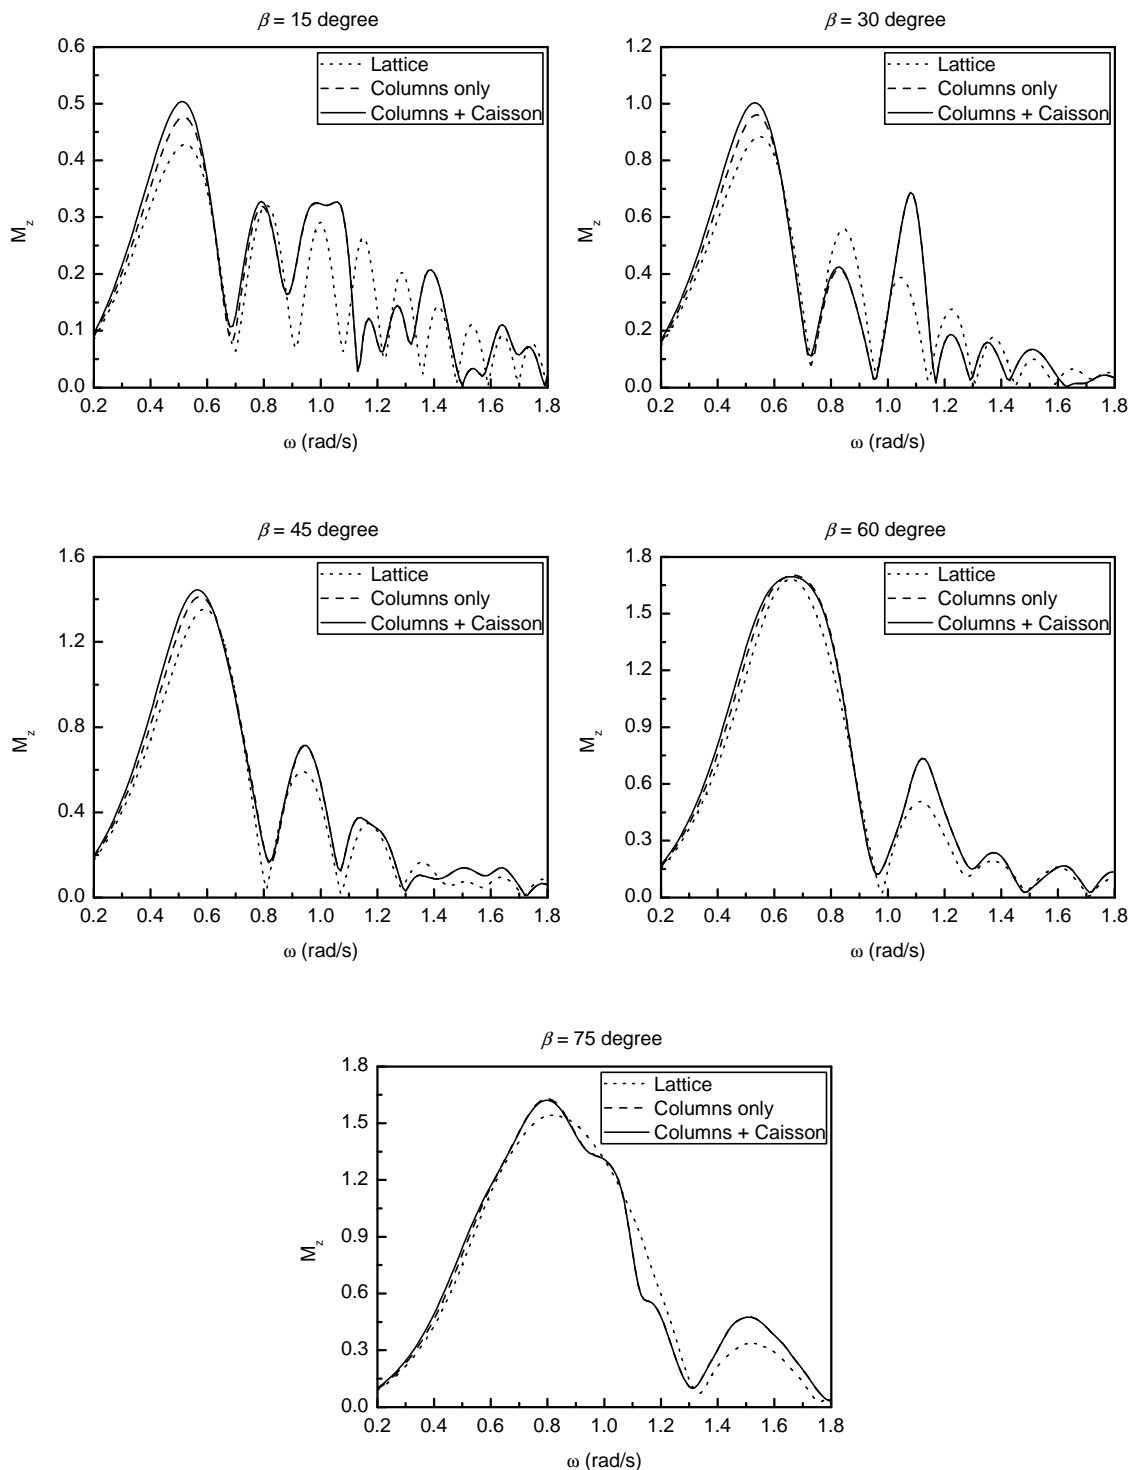 β = 15 degree
0.6
0.5
0.4
0.3
0.2
0.1
0.0
M_z
Lattice
Columns only
Columns + Caisson
0.2 0.4 0.6 0.8 1.0 1.2 1.4 1.6 1.8
ω (rad/s)
β = 30 degree
1.2
1.0
0.8
0.6
0.4
0.2
0.0
M_z
Lattice
Columns only
Columns + Caisson
0.2 0.4 0.6 0.8 1.0 1.2 1.4 1.6 1.8
ω (rad/s)
β = 45 degree
1.6
1.2
0.8
0.4
0.0
M_z
Lattice
Columns only
Columns + Caisson
0.2 0.4 0.6 0.8 1.0 1.2 1.4 1.6 1.8
ω (rad/s)
β = 60 degree
1.8
1.5
1.2
0.9
0.6
0.3
0.0
M_z
Lattice
Columns only
Columns + Caisson
0.2 0.4 0.6 0.8 1.0 1.2 1.4 1.6 1.8
ω (rad/s)
β = 75 degree
1.8
1.5
1.2
0.9
0.6
0.3
0.0
M_z
Lattice
Columns only
Columns + Caisson
0.2 0.4 0.6 0.8 1.0 1.2 1.4 1.6 1.8
ω (rad/s)